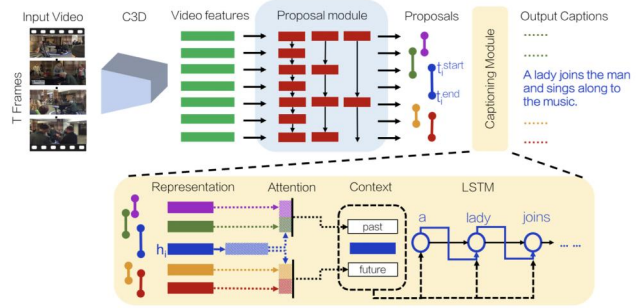 Input Video
C3D
Video features
Proposal module
Proposals
Output Captions
T Frames
t_i^start
t_i^end
Captioning Module
......
......
A lady joins the man
and sings along to
the music.
......
......
Representation
Attention
Context
LSTM
h_i
past
future
a
lady
joins
... ...